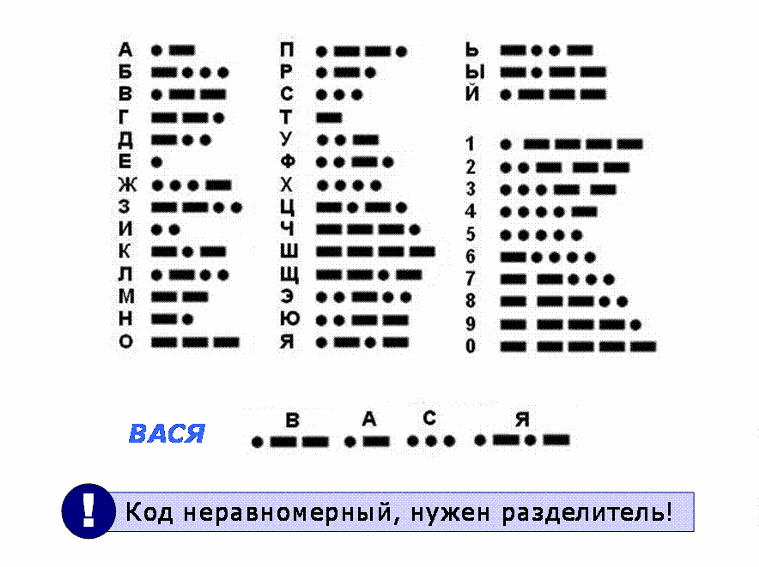 А ●▬
Б ▬●●●
В ●▬▬
Г ▬▬●
Д ▬●●
Е ●
Ж ●●●▬
З ▬▬●●
И ●●
К ▬●▬
Л ●▬●●
М ▬▬
Н ▬●
О ▬▬▬
П ●▬▬●
Р ●▬●
С ●●●
Т ▬
У ●●▬
Ф ●●▬●
Х ●●●●
Ц ▬●▬●
Ч ▬▬▬●
Ш ▬▬▬▬
Щ ▬▬●▬
Э ●●▬●●
Ю ●●▬▬
Я ●▬●▬
Ь ▬●●▬
Ы ▬●▬▬
Й ●▬▬▬
1 ●▬▬▬▬
2 ●●▬▬▬
3 ●●●▬▬
4 ●●●●▬
5 ●●●●●
6 ▬●●●●
7 ▬▬●●●
8 ▬▬▬●●
9 ▬▬▬▬●
0 ▬▬▬▬▬
В А С Я
ВАСЯ ●▬▬ ●▬ ●●● ●▬●▬
! Код неравномерный, нужен разделитель!